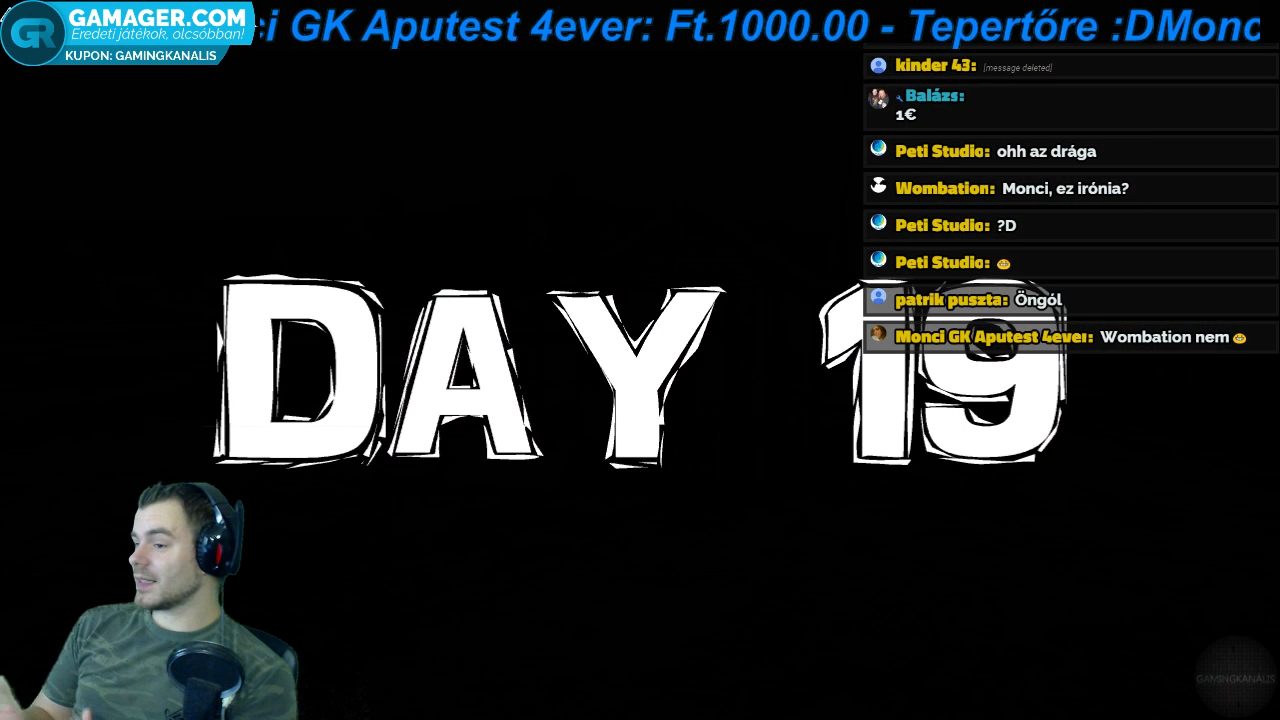 GAMAGER.COM
Eredeti játékok, olcsóbban!
KUPON: GAMINGKANALIS
ci GK Aputest 4ever: Ft.1000.00 - Tepertőre :DMonc
kinder 43: [message deleted]
Balázs:
1€
Peti Studio: ohh az drága
Wombation: Monci, ez irónia?
Peti Studio: ?D
Peti Studio:
patrik puszta: Öngól
Monci GK Aputest 4ever: Wombation nem
DAY 19
GAMINGKANALIS